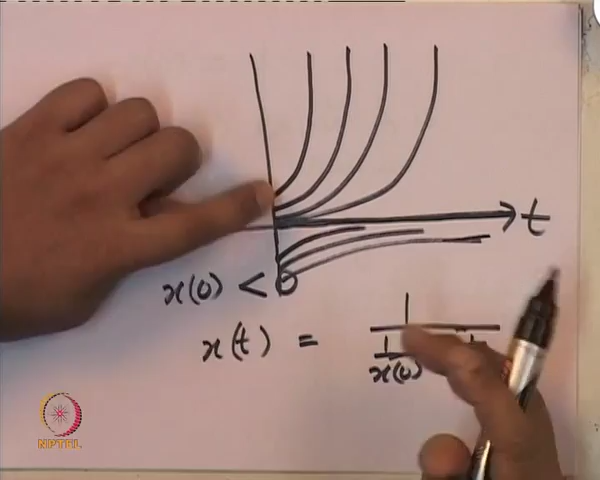 t
x(0) < 0
x(t) = 1
1 t
x(0)
NPTEL